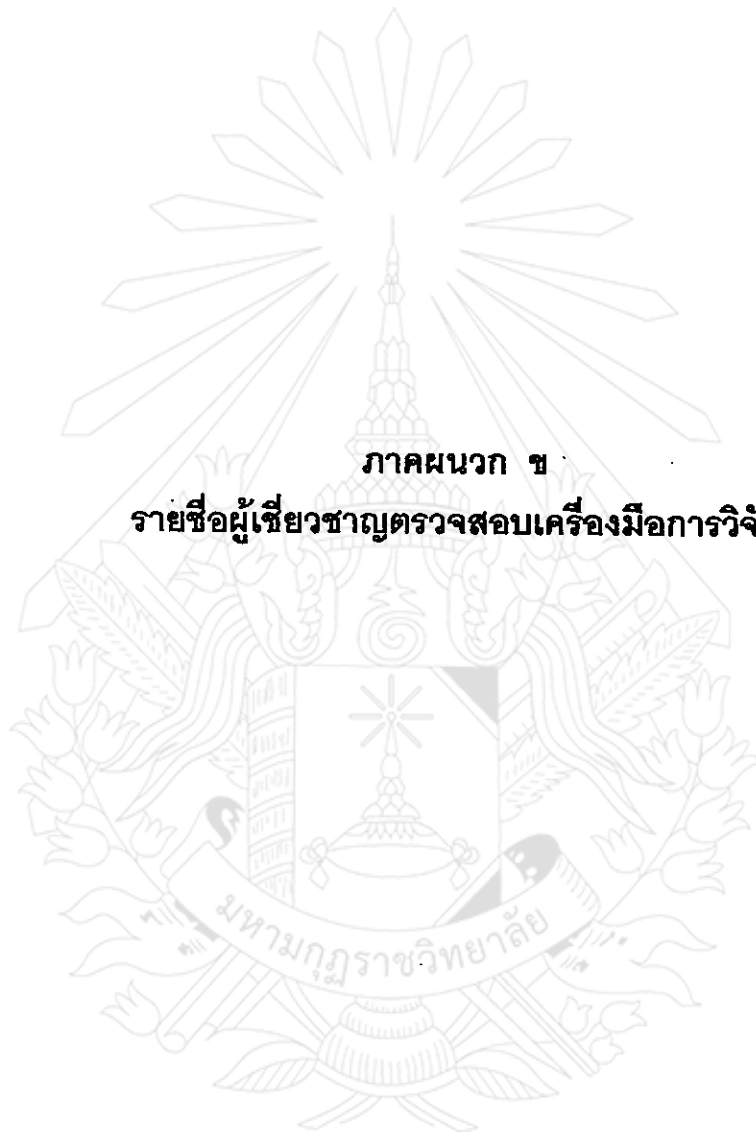 ภาคผนวก ข
รายชื่อผู้เชี่ยวชาญตรวจสอบเครื่องมือการวิจั
มหามกุฏราชวิทยาลัย